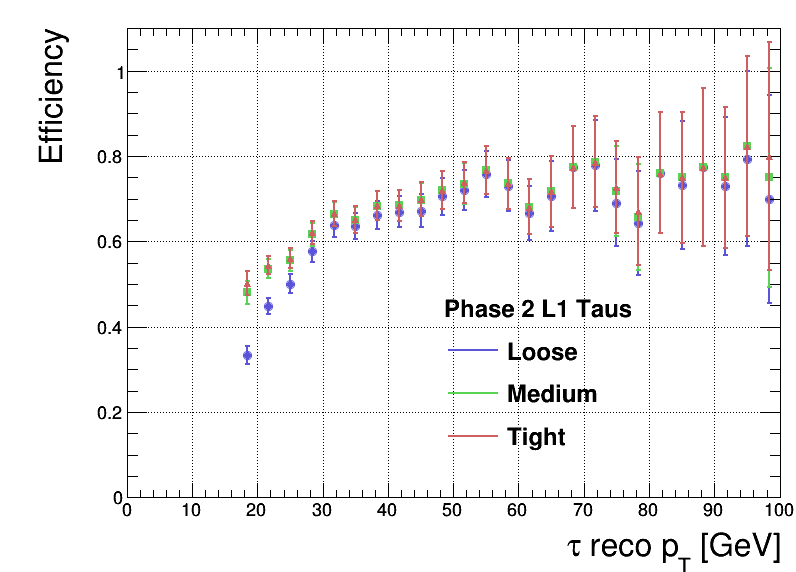 Efficiency
1
0.8
0.6
0.4
0.2
0
Phase 2 L1 Taus
Loose
Medium
Tight
0 10 20 30 40 50 60 70 80 90 100
τ reco pT [GeV]